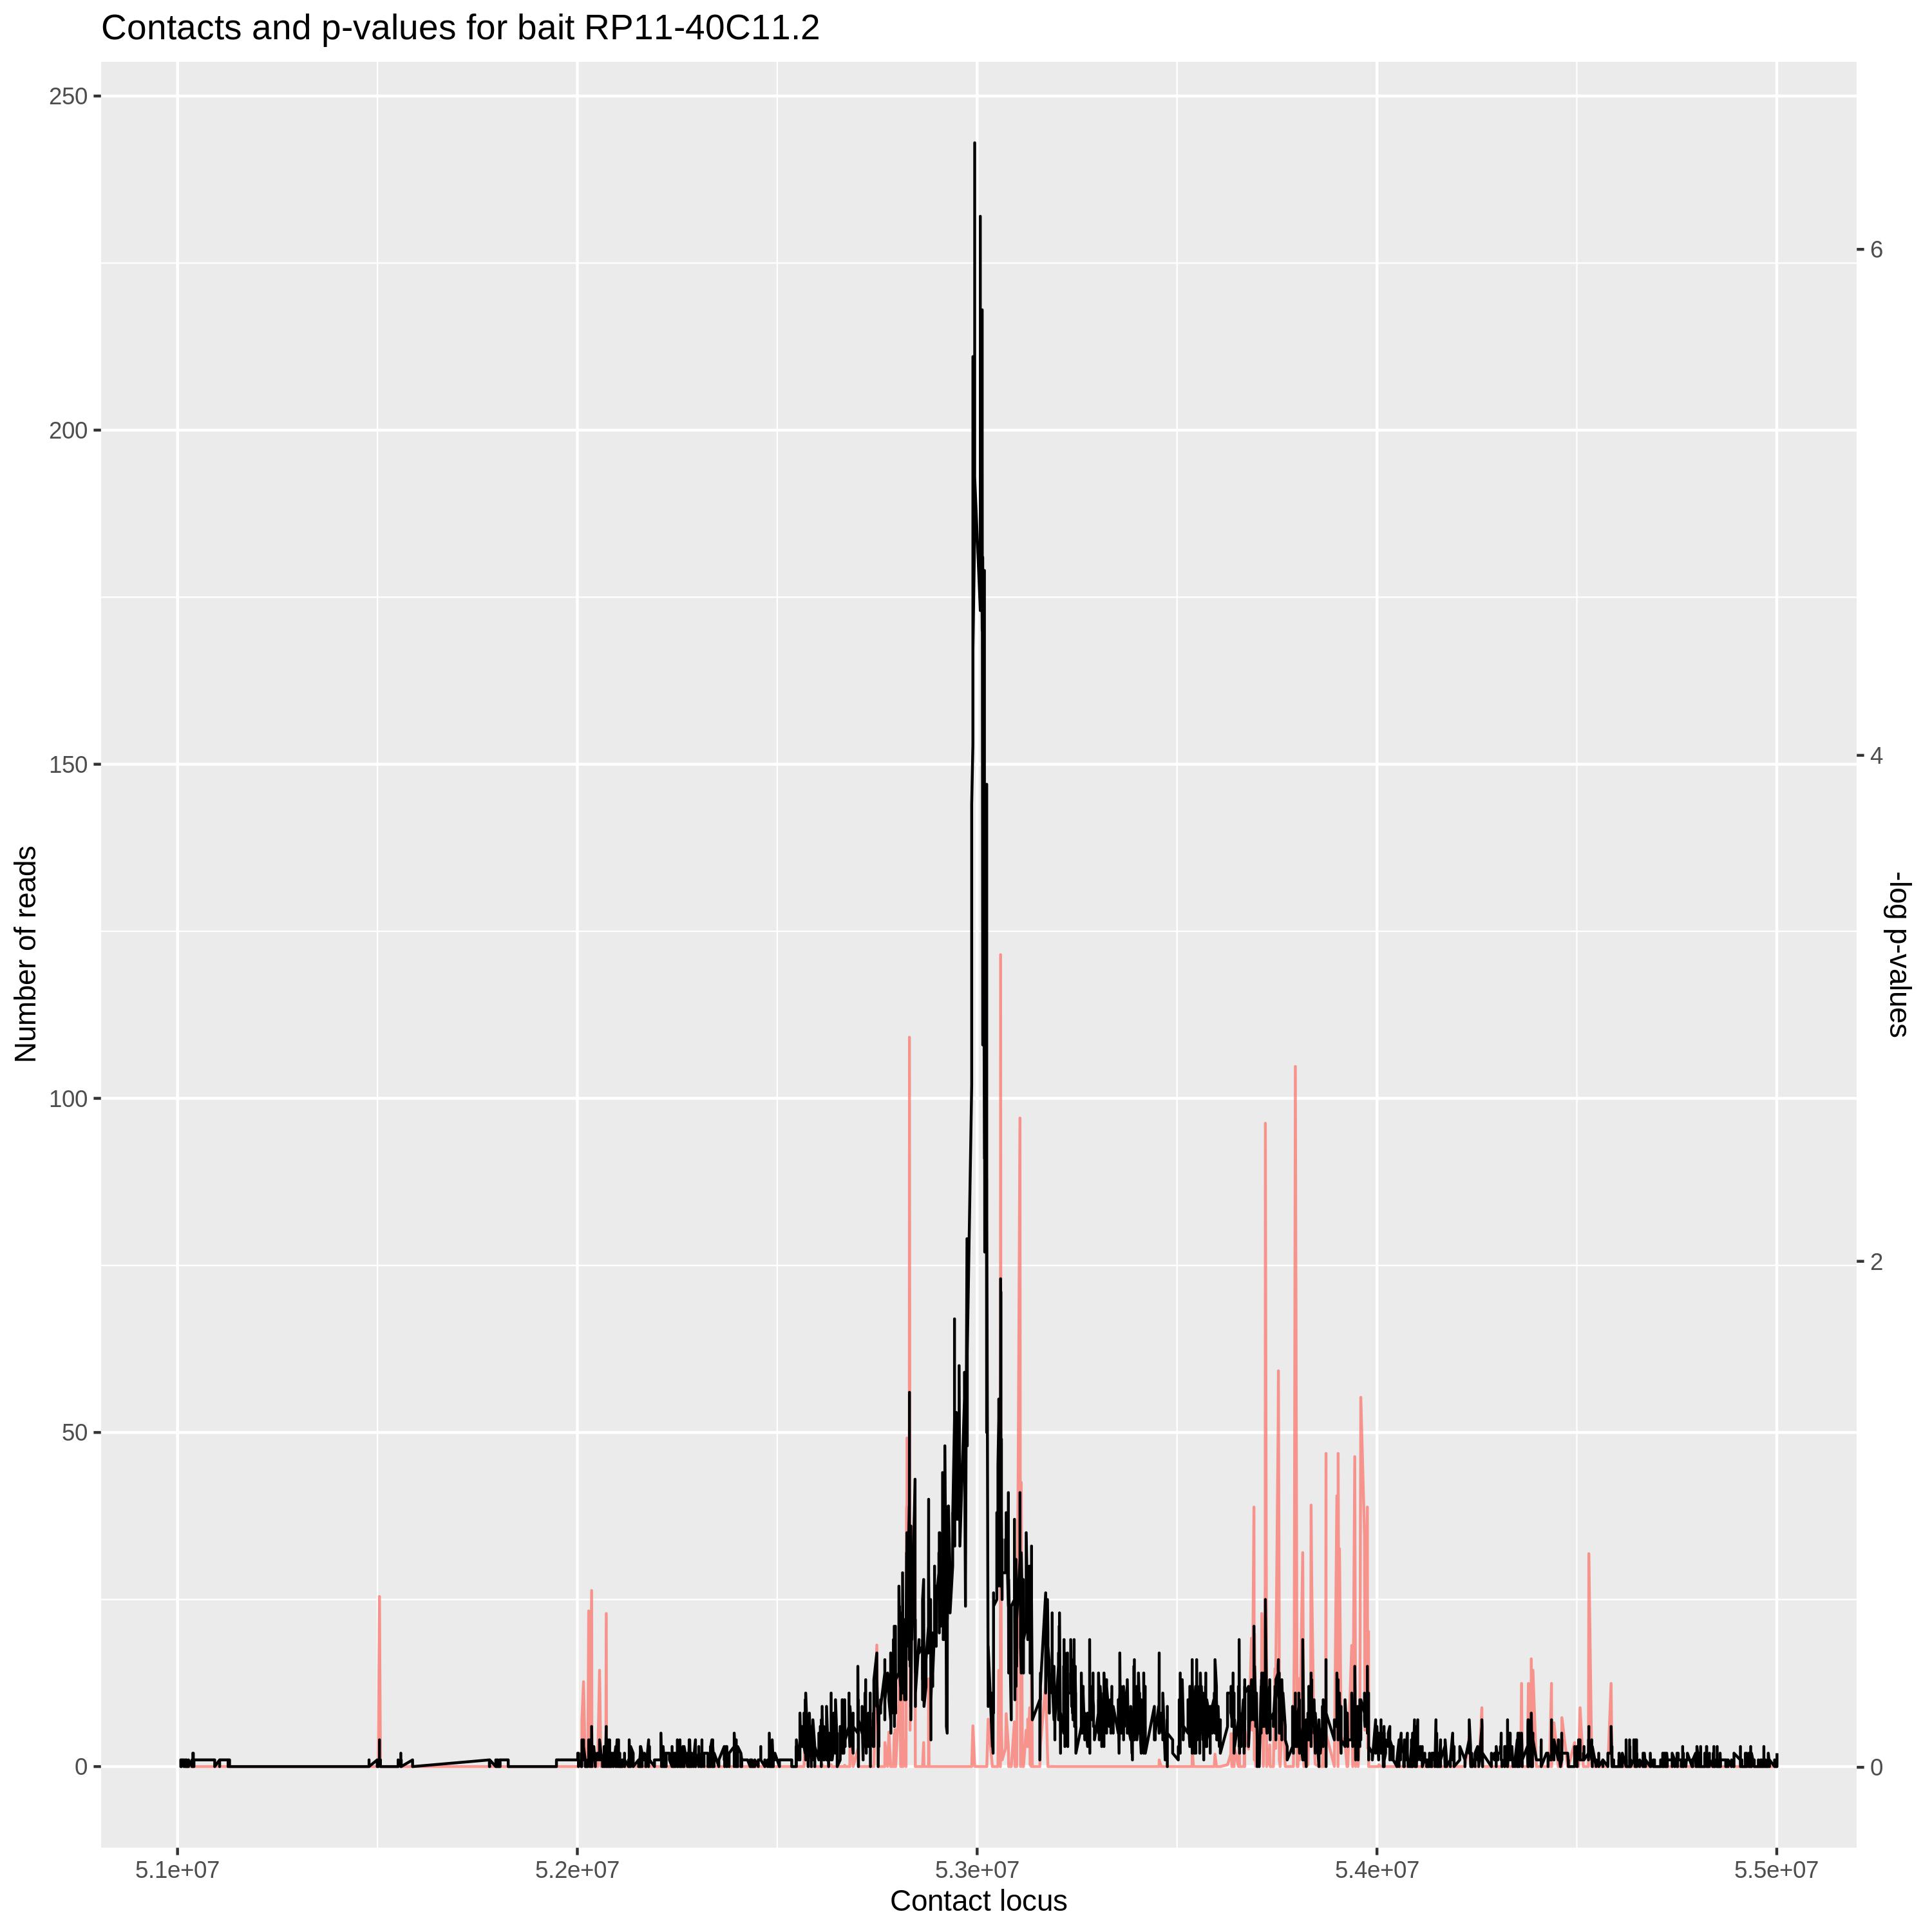 Contacts and p-values for bait RP11-40C11.2
250
200
150
100
50
0
Number of reads
6
4
2
0
-log p-values
5.1e+07
5.2e+07
5.3e+07
5.4e+07
5.5e+07
Contact locus